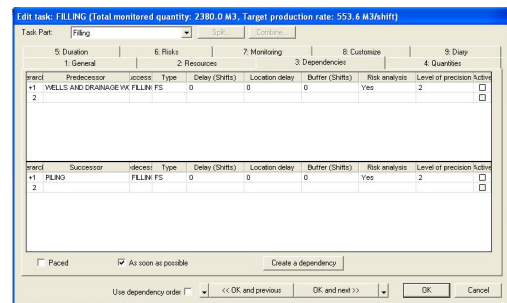 Edit task: FILLING (Total monitored quantity: 2380.0 M3, Target production rate: 553.6 M3/shift)
Task Part: Filling Split... Combine...
5: Duration 6: Risks 7: Monitoring 8: Customize 9: Diary
1: General 2: Resources 3: Dependencies 4: Quantities
erarcl Predecessor uccess Type Delay (Shifts) Location delay Buffer (Shifts) Risk analysis Level of precision Active
+1 WELLS AND DRAINAGE WO FILLIN FS 0 0 0 Yes 2
2
erarcl Successor edecess Type Delay (Shifts) Location delay Buffer (Shifts) Risk analysis Level of precision Active
+1 PILING FILLIN FS 0 0 0 Yes 2
2
Paced As soon as possible Create a dependency
Use dependency order << OK and previous OK and next >> OK Cancel